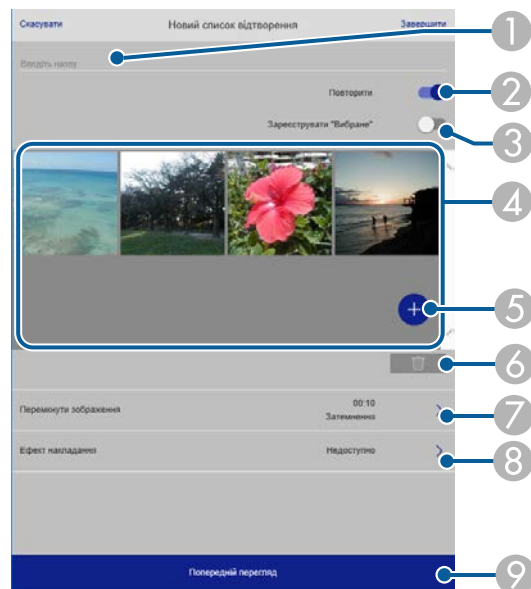 Скасувати Новий список відтворення Завершити
1
Введіть назву
Повторити 2
Зареєструвати "Вибране" 3
4
5
6
Перемкнути зображення 00:10 7
Затемнення
Ефект накладання Недоступно 8
Попередній перегляд 9